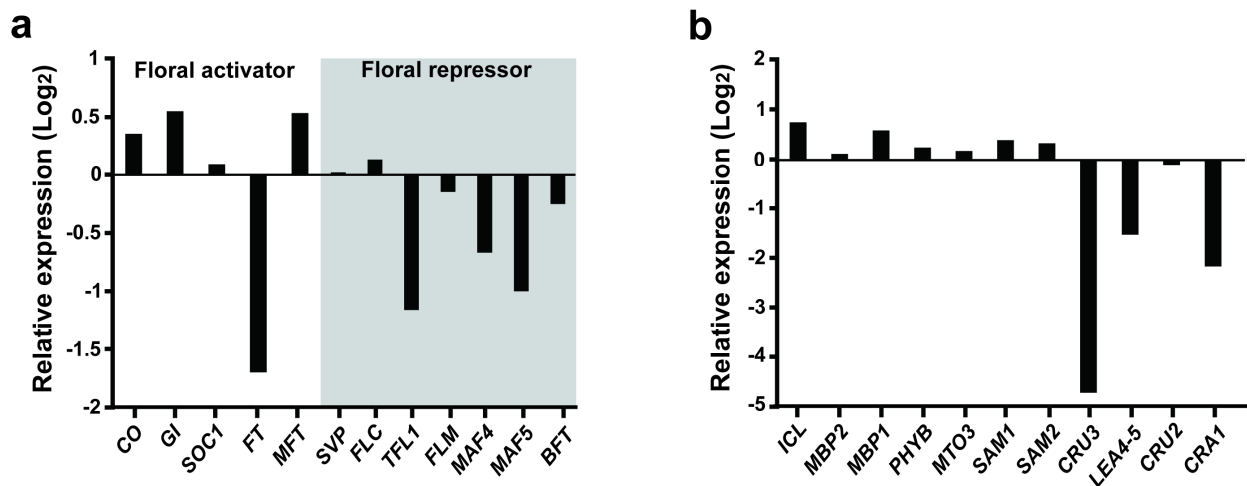 a
Relative expression (Log2)
Floral activator
Floral repressor
1
0.5
0
-0.5
-1
-1.5
-2
CO
GI
SOC1
FT
MFT
SVP
FLC
TFL1
FLM
MAF4
MAF5
BFT
b
Relative expression (Log2)
2
1
0
-1
-2
-3
-4
-5
ICL
MBP2
MBP1
PHYB
MTO3
SAM1
SAM2
CRU3
LEA4-5
CRU2
CRA1